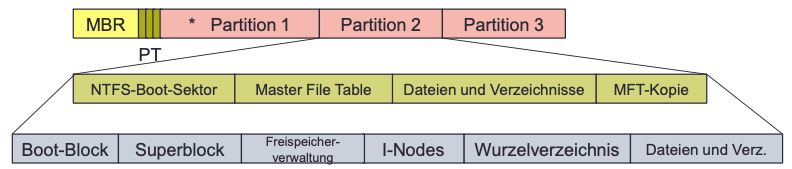 MBR
* Partition 1
Partition 2
Partition 3
PT
NTFS-Boot-Sektor
Master File Table
Dateien und Verzeichnisse
MFT-Kopie
Boot-Block
Superblock
Freispeicher-
verwaltung
I-Nodes
Wurzelverzeichnis
Dateien und Verz.